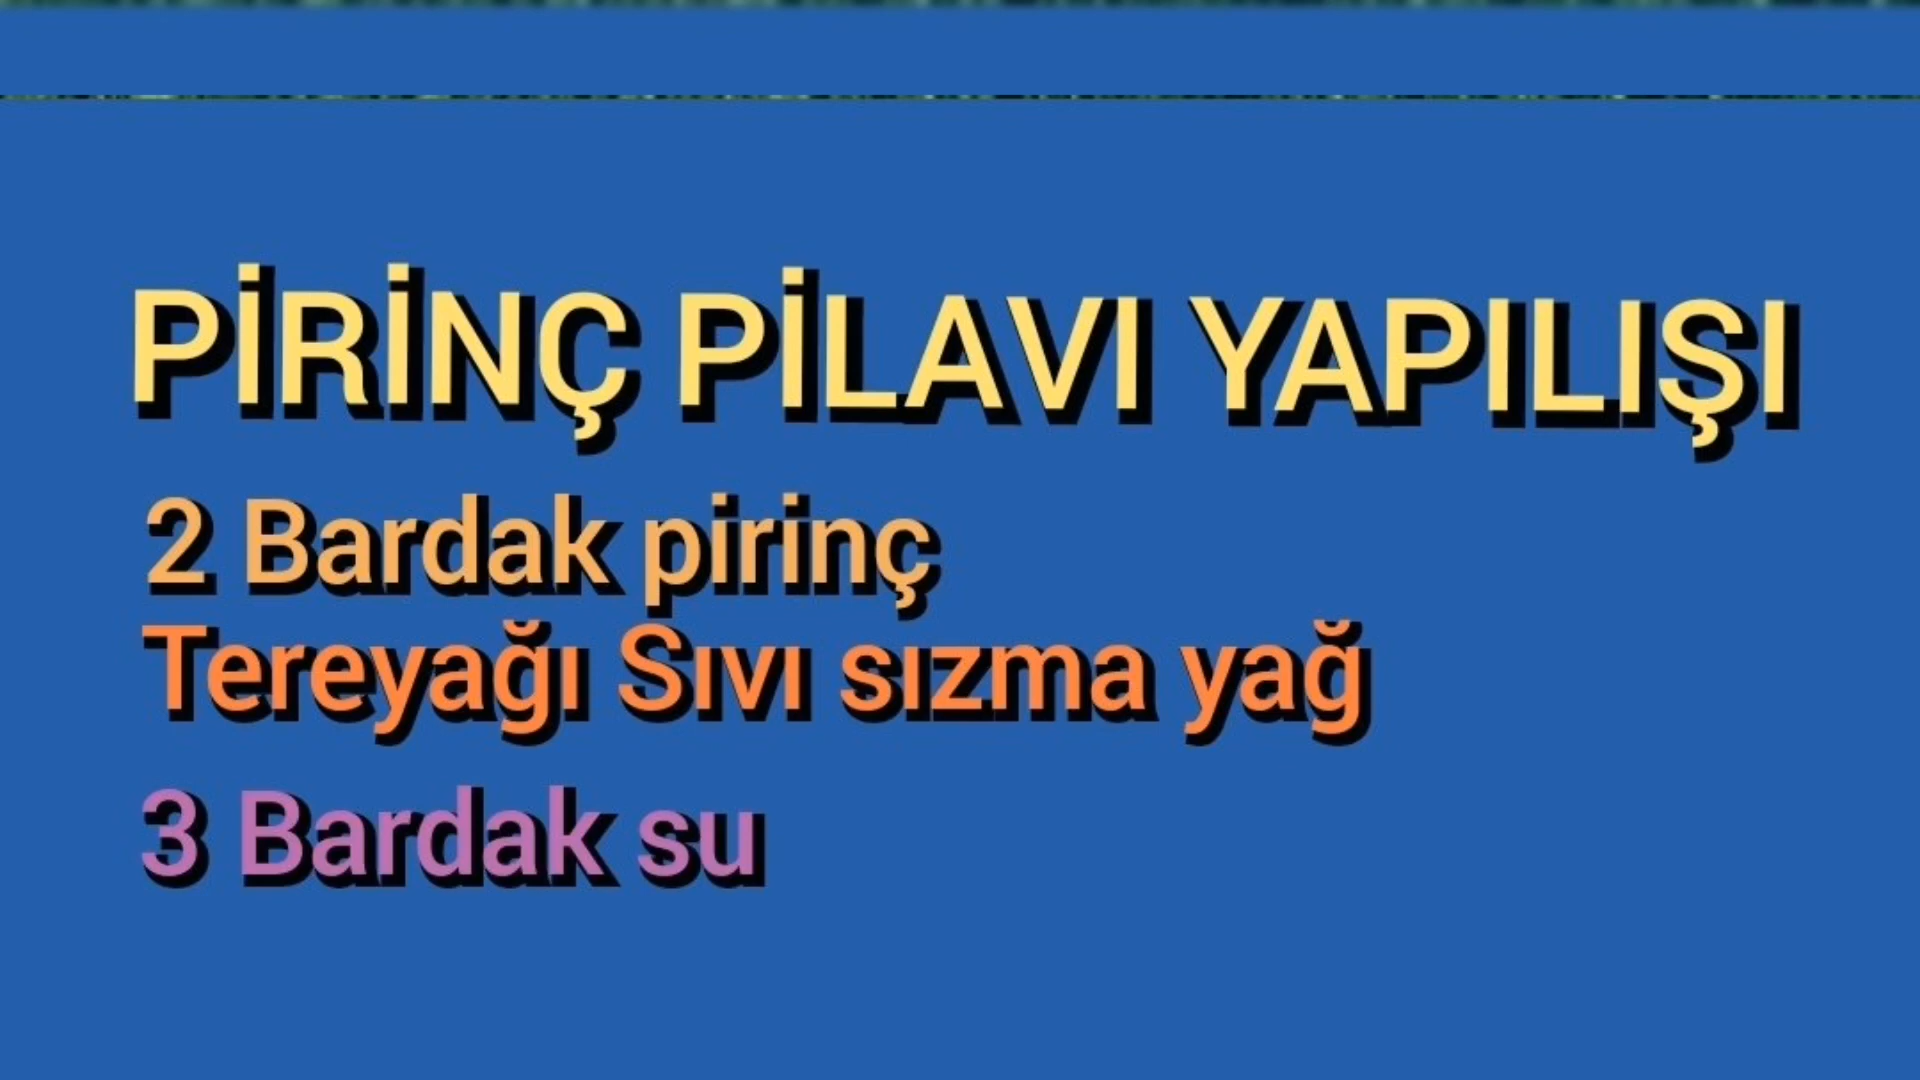 PİRİNÇ PİLAVI YAPILIŞI
2 Bardak pirinç
Tereyağı Sıvı sızma yağ
3 Bardak su